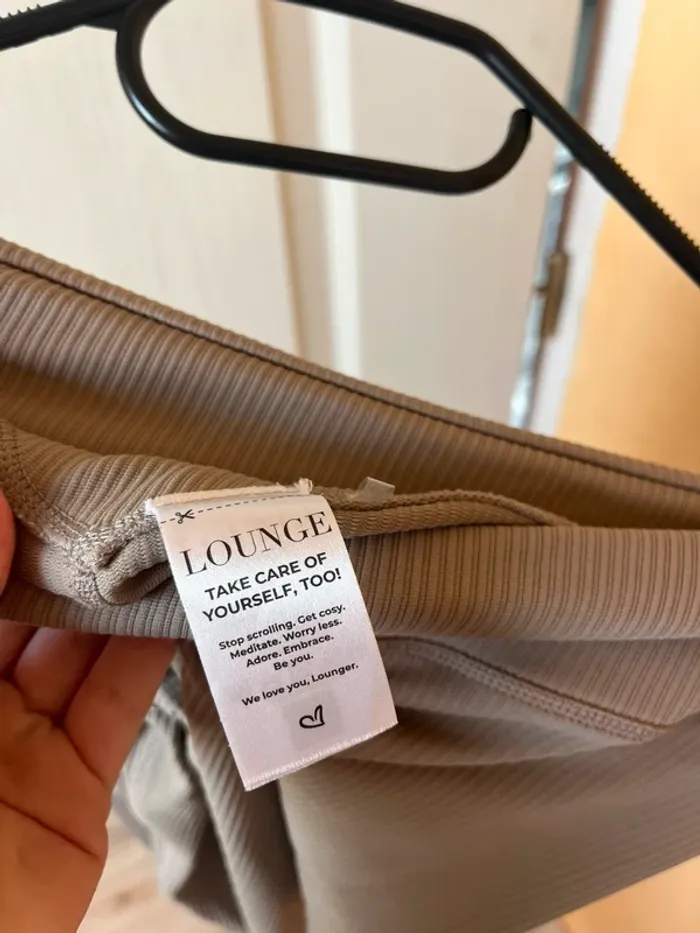 LOUNGE
TAKE CARE OF
YOURSELF, TOO!
Stop scrolling. Get cosy.
Meditate. Worry less.
Adore. Embrace.
Be you.
We love you, Lounger.